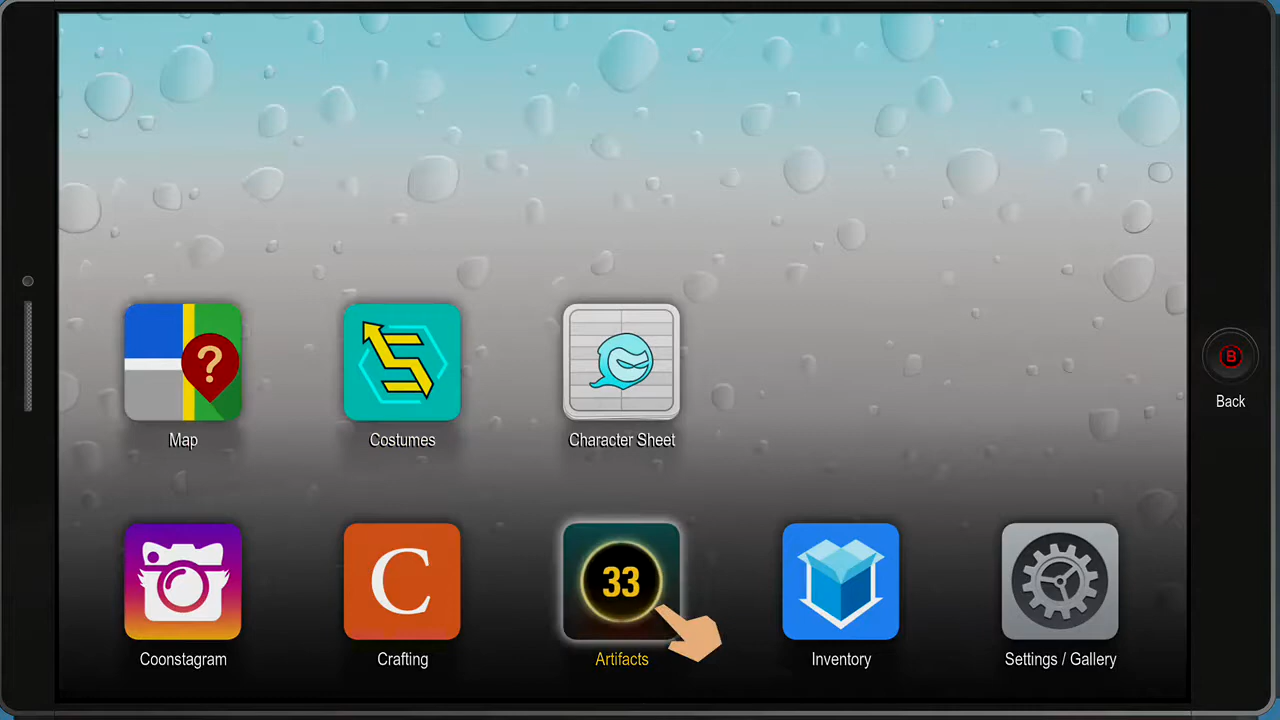 ?
S
B
Back
Map
Costumes
Character Sheet
C
33
Coonstagram
Crafting
Artifacts
Inventory
Settings / Gallery